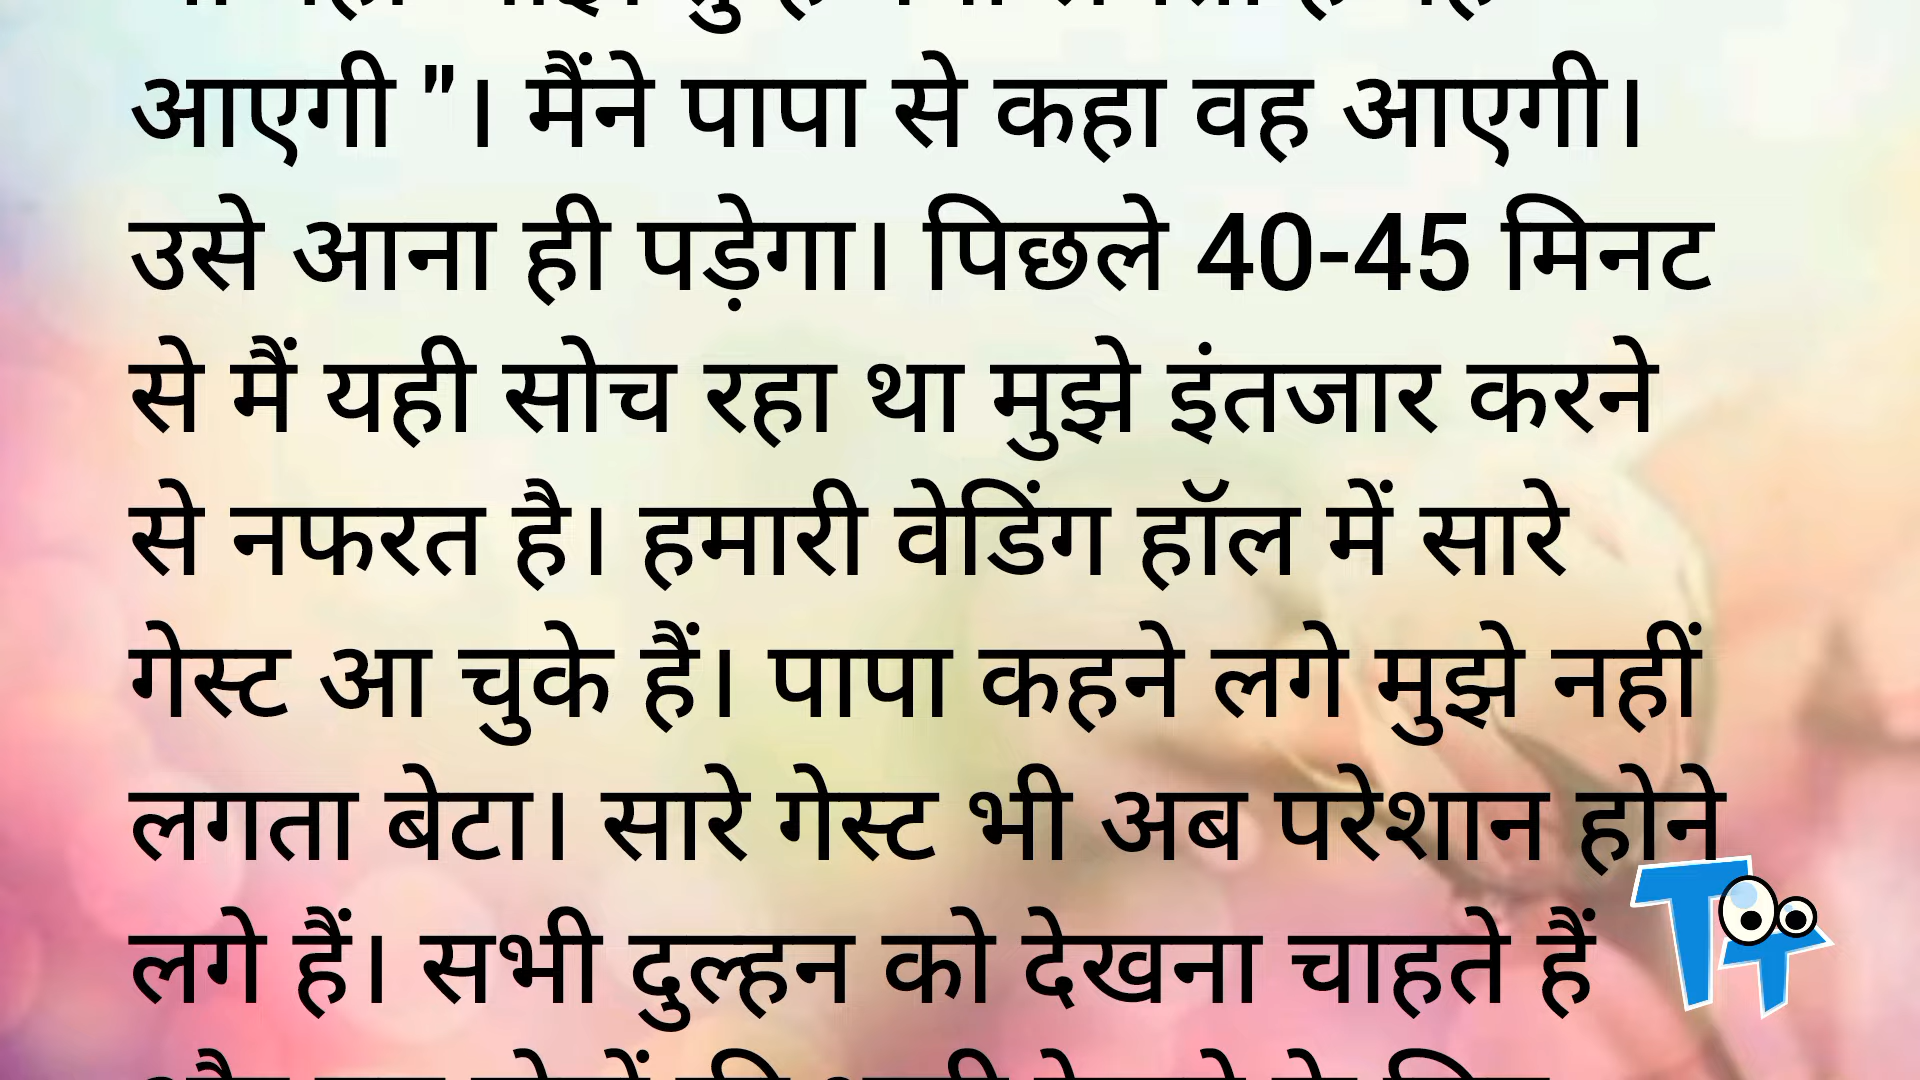 आएगी "। मैंने पापा से कहा वह आएगी।
उसे आना ही पड़ेगा। पिछले 40-45 मिनट
से मैं यही सोच रहा था मुझे इंतजार करने
से नफरत है। हमारी वेडिंग हॉल में सारे
गेस्ट आ चुके हैं। पापा कहने लगे मुझे नहीं
लगता बेटा। सारे गेस्ट भी अब परेशान होने
लगे हैं। सभी दुल्हन को देखना चाहते हैं
TT